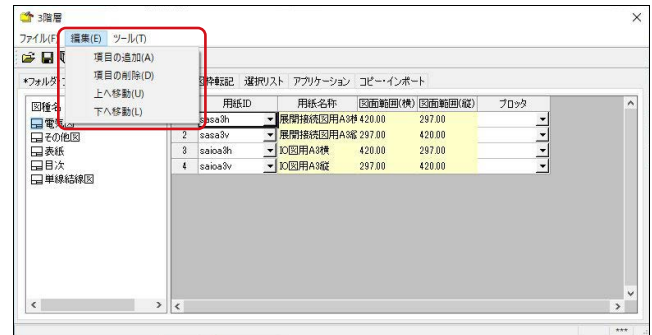 3階層
ファイル(F) 編集(E) ツール(T)
項目の追加(A)
項目の削除(D)
上へ移動(U)
下へ移動(L)
*フォルダ
図枠転記 選択リスト アプリケーション コピー・インポート
図種名
電気図
その他図
表紙
目次
単線結線図
用紙ID 用紙名称 図面範囲(横) 図面範囲(縦) プロッタ
sasa3h 展開接続図用A3横 420.00 297.00
2 sasa3v 展開接続図用A3縦 297.00 420.00
3 saioa3h IO図用A3横 420.00 297.00
4 saioa3v IO図用A3縦 297.00 420.00
***